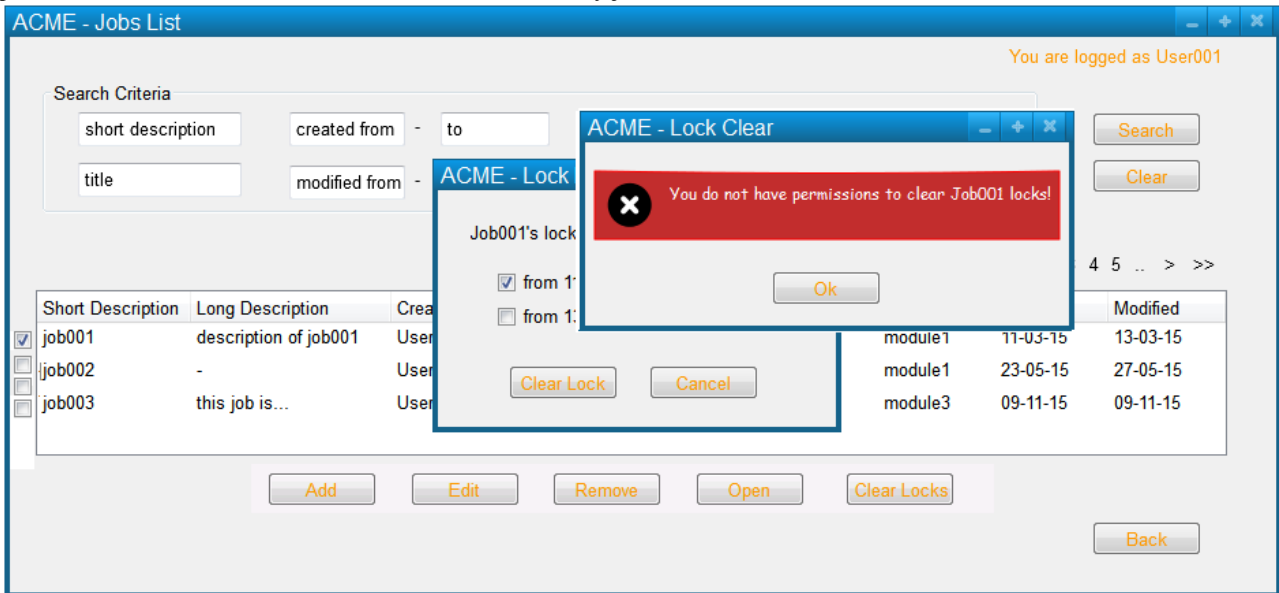 ACME - Jobs List
You are logged as User001
Search Criteria
short description created from - to
ACME - Lock Clear
Search
title modified from -
ACME - Lock
Clear
You do not have permissions to clear Job001 locks!
Job001's lock
4 5 .. > >>
from 1
Ok
from 1
Short Description Long Description Crea Modified
job001 description of job001 User module1 11-03-15 13-03-15
job002 - User module1 23-05-15 27-05-15
Clear Lock Cancel
job003 this job is... User module3 09-11-15 09-11-15
Add Edit Remove Open Clear Locks
Back